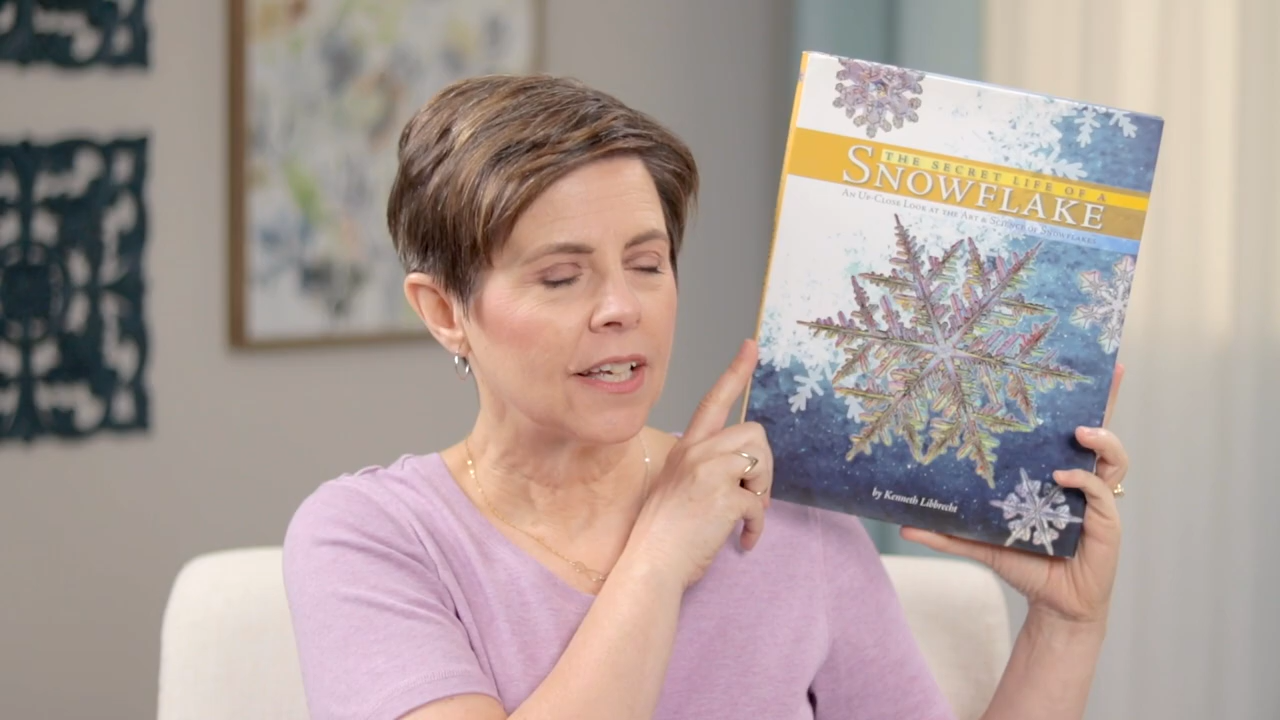 THE SECRET LIFE OF A
SNOWFLAKE
AN UP-CLOSE LOOK AT THE ART & SCIENCE OF SNOWFLAKES
by Kenneth Libbrecht